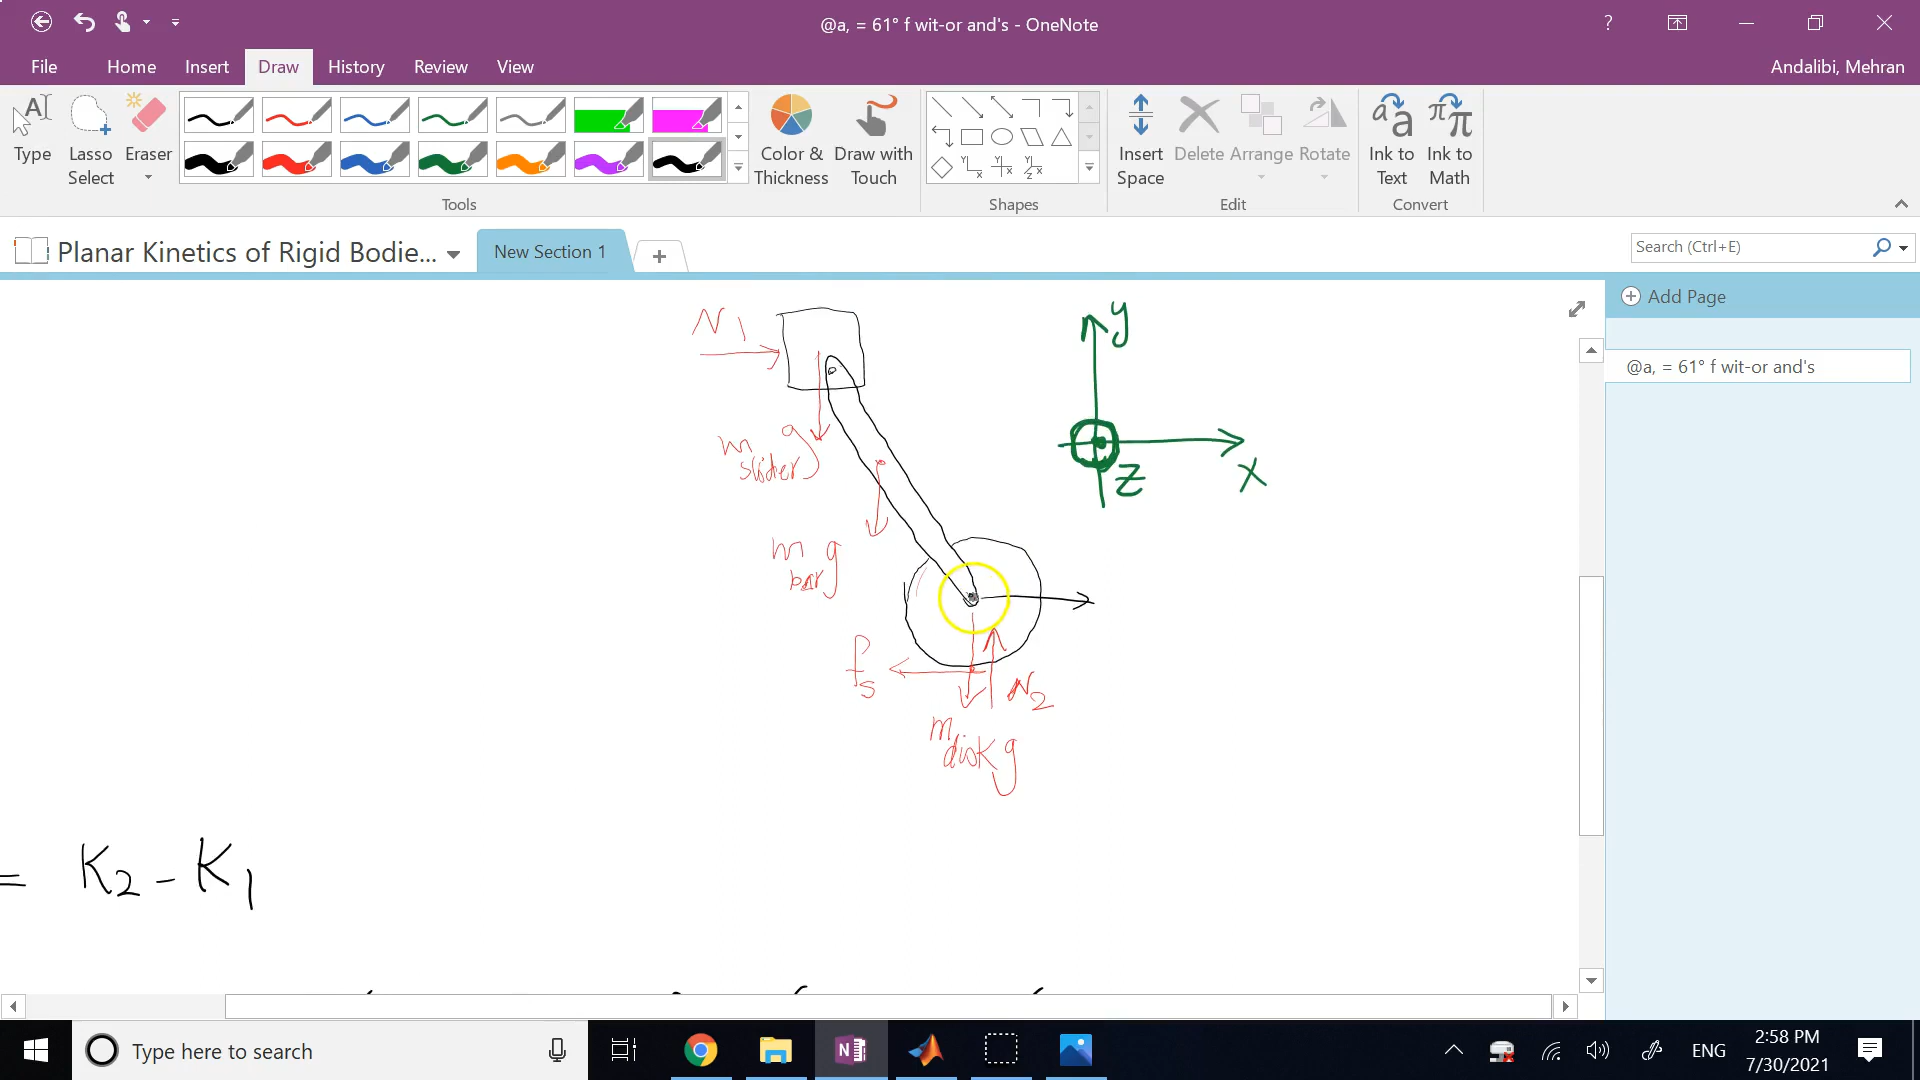 @a, = 61° f wit-or and's - OneNote
?
File
Home
Insert
Draw
History
Review
View
Andalibi, Mehran
Type
Lasso Select
Eraser
Color & Thickness
Draw with Touch
Insert Space
Delete
Arrange
Rotate
Ink to Text
Ink to Math
Tools
Shapes
Edit
Convert
Planar Kinetics of Rigid Bodie...
New Section 1
+
Search (Ctrl+E)
Add Page
@a, = 61° f wit-or and's
N1
y
x
z
m slider g
m bar g
fs
N2
m disk g
= K2 - K1
Type here to search
ENG
2:58 PM
7/30/2021